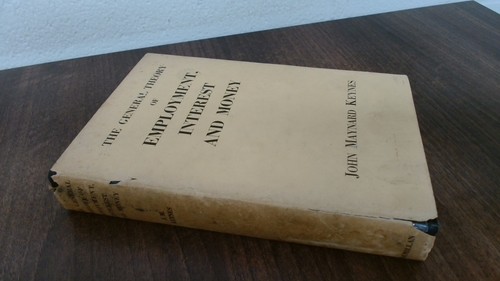 THE GENERAL THEORY
OF
EMPLOYMENT,
INTEREST
AND MONEY
JOHN MAYNARD KEYNES